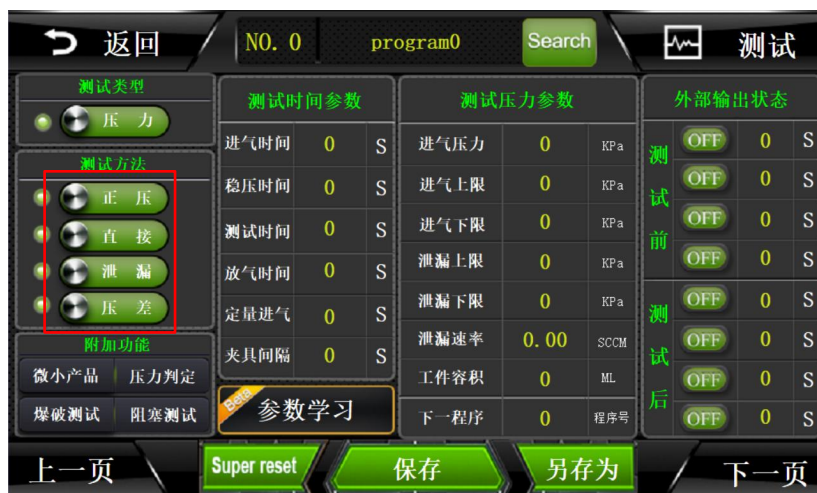 返回
NO. 0
program0
Search
测试
测试类型
压 力
测试方法
正 压
直 接
泄 漏
压 差
附加功能
微小产品 压力判定
爆破测试 阻塞测试
测试时间参数
进气时间 0 S
稳压时间 0 S
测试时间 0 S
放气时间 0 S
定量进气 0 S
夹具间隔 0 S
Beta
参数学习
测试压力参数
进气压力 0 KPa
进气上限 0 KPa
进气下限 0 KPa
泄漏上限 0 KPa
泄漏下限 0 KPa
泄漏速率 0.00 SCCM
工件容积 0 ML
下一程序 0 程序号
外部输出状态
测试前
OFF 0 S
OFF 0 S
OFF 0 S
OFF 0 S
测试后
OFF 0 S
OFF 0 S
OFF 0 S
OFF 0 S
上一页
Super reset
保存
另存为
下一页